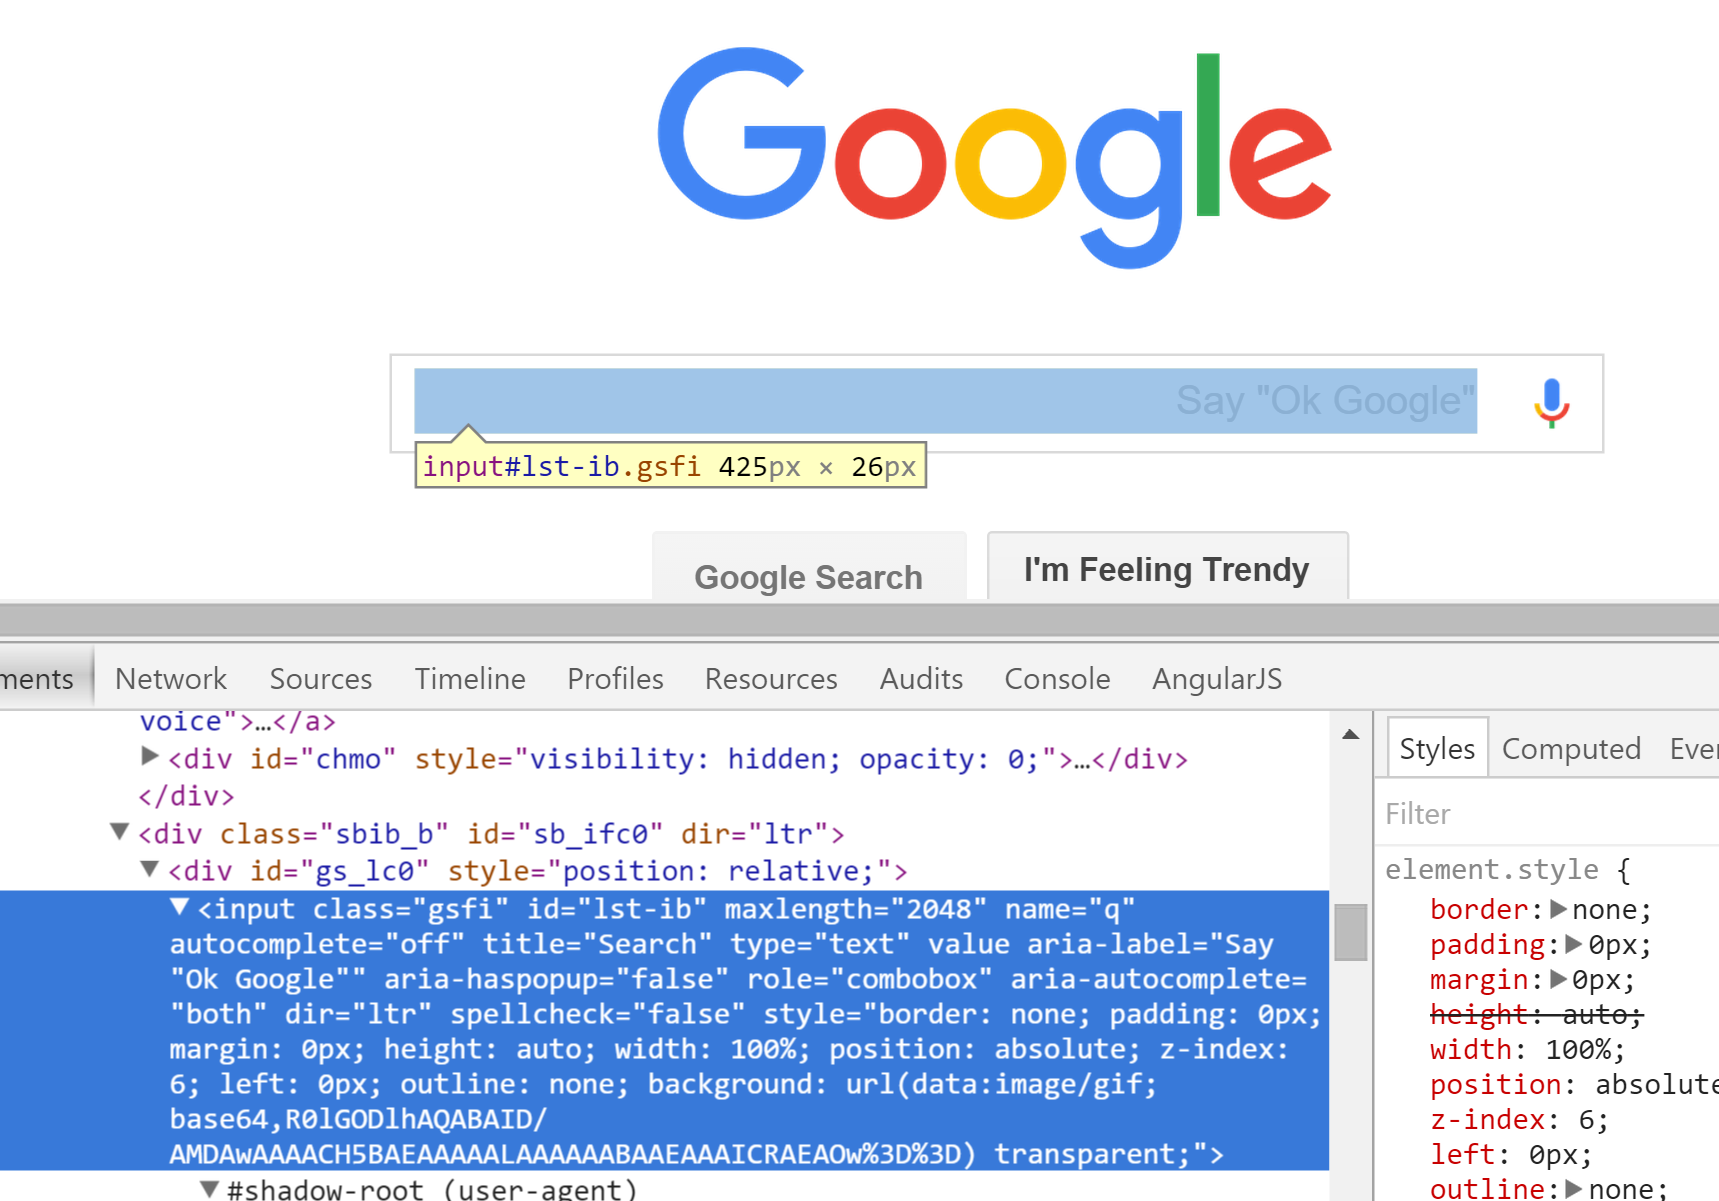 Google
Say "Ok Google"
input#lst-ib.gsfi 425px × 26px
Google Search
I'm Feeling Trendy
ments Network Sources Timeline Profiles Resources Audits Console AngularJS
voice">…</a>
▶<div id="chmo" style="visibility: hidden; opacity: 0;">…</div>
</div>
▼<div class="sbib_b" id="sb_ifc0" dir="ltr">
▼<div id="gs_lc0" style="position: relative;">
▼<input class="gsfi" id="lst-ib" maxlength="2048" name="q"
autocomplete="off" title="Search" type="text" value aria-label="Say
"Ok Google"" aria-haspopup="false" role="combobox" aria-autocomplete=
"both" dir="ltr" spellcheck="false" style="border: none; padding: 0px;
margin: 0px; height: auto; width: 100%; position: absolute; z-index:
6; left: 0px; outline: none; background: url(data:image/gif;
base64,R0lGODlhAQABAID/
AMDAwAAAACH5BAEAAAAALAAAAAABAAEAAAICRAEAOw%3D%3D) transparent;">
▼#shadow-root (user-agent)
Styles Computed Ever
Filter
element.style {
border:▶none;
padding:▶0px;
margin:▶0px;
height: auto;
width: 100%;
position: absolute
z-index: 6;
left: 0px;
outline:▶none;